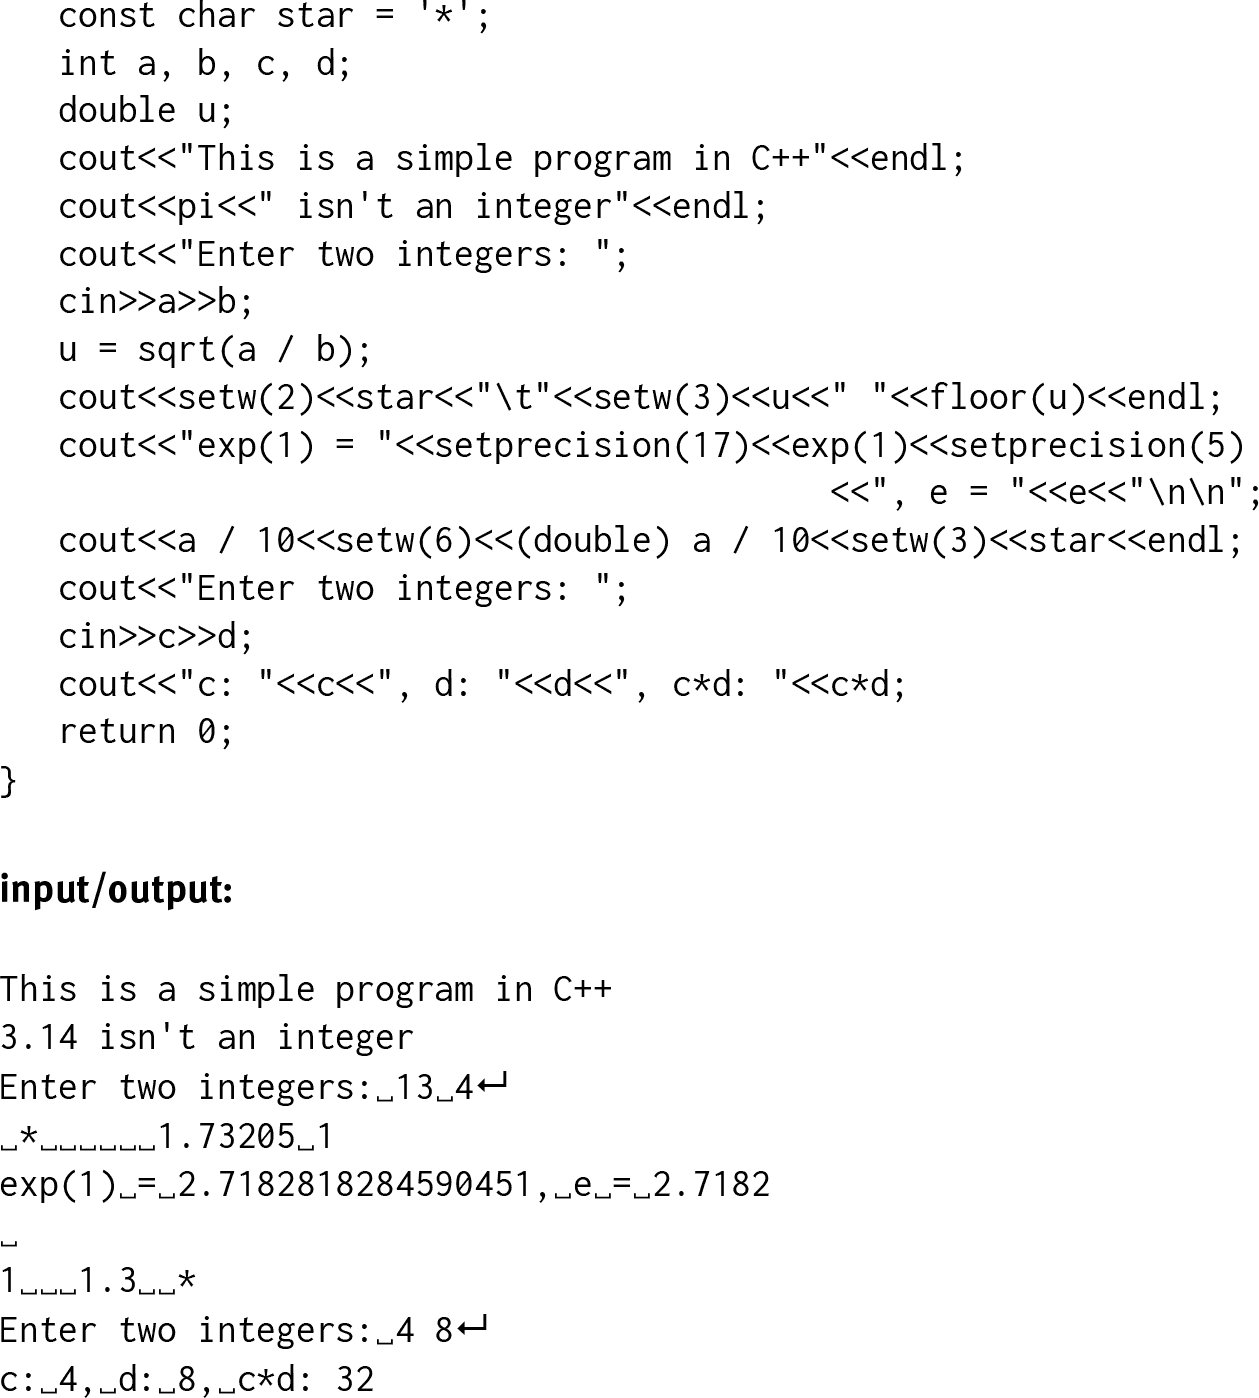 const char star = '*';
int a, b, c, d;
double u;
cout<<"This is a simple program in C++"<<endl;
cout<<pi<<" isn't an integer"<<endl;
cout<<"Enter two integers: ";
cin>>a>>b;
u = sqrt(a / b);
cout<<setw(2)<<star<<"\t"<<setw(3)<<u<<" "<<floor(u)<<endl;
cout<<"exp(1) = "<<setprecision(17)<<exp(1)<<setprecision(5)
<<", e = "<<e<<"\n\n";
cout<<a / 10<<setw(6)<<(double) a / 10<<setw(3)<<star<<endl;
cout<<"Enter two integers: ";
cin>>c>>d;
cout<<"c: "<<c<<", d: "<<d<<", c*d: "<<c*d;
return 0;
}
input/output:
This is a simple program in C++
3.14 isn't an integer
Enter two integers:␣13␣4↵
␣*␣␣␣␣␣␣1.73205␣1
exp(1)␣=␣2.7182818284590451,␣e␣=␣2.7182
␣
1␣␣␣1.3␣␣*
Enter two integers:␣4 8↵
c:␣4,␣d:␣8,␣c*d: 32